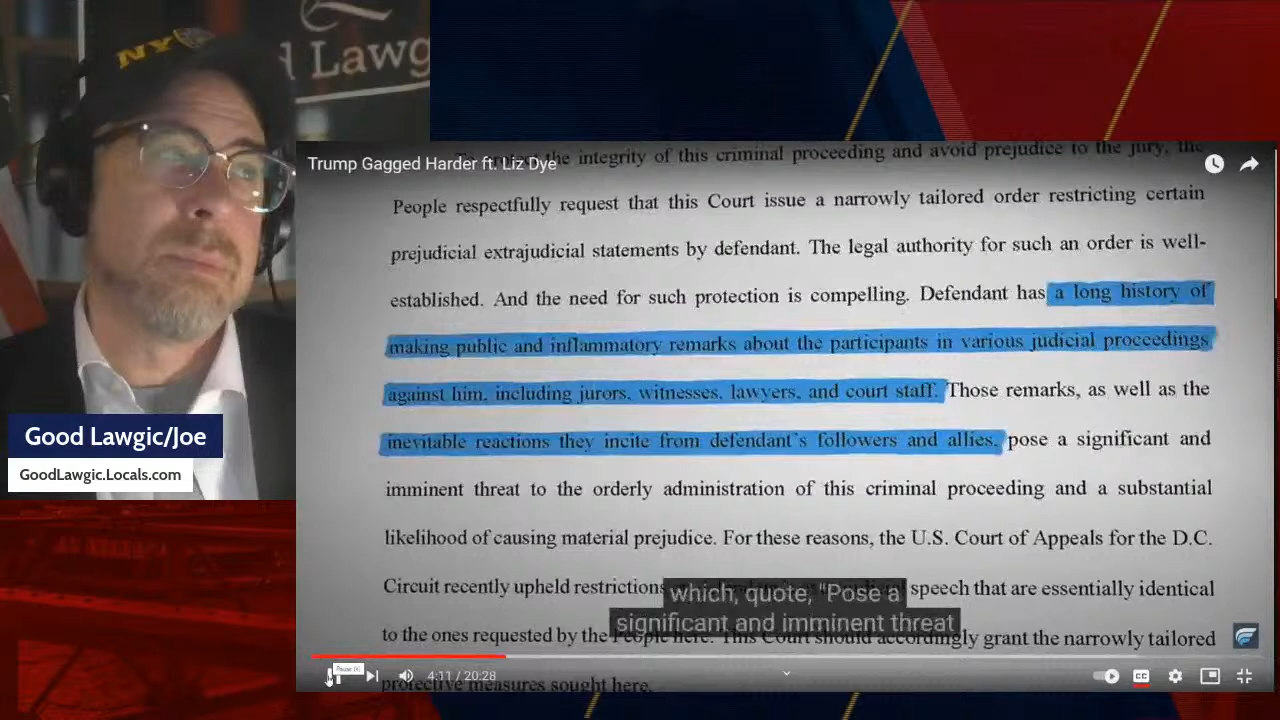 NY
d Lawg
Trump Gagged Harder ft. Liz Dye
the integrity of this criminal proceeding and avoid prejudice to the jury, the
People respectfully request that this Court issue a narrowly tailored order restricting certain
prejudicial extrajudicial statements by defendant. The legal authority for such an order is well-
established. And the need for such protection is compelling. Defendant has a long history of
making public and inflammatory remarks about the participants in various judicial proceedings
against him, including jurors, witnesses, lawyers, and court staff. Those remarks, as well as the
inevitable reactions they incite from defendant's followers and allies, pose a significant and
imminent threat to the orderly administration of this criminal proceeding and a substantial
likelihood of causing material prejudice. For these reasons, the U.S. Court of Appeals for the D.C.
Circuit recently upheld restrictions speech that are essentially identical
which, quote, "Pose a
significant and imminent threat
to the ones requested by the People here. This Court should accordingly grant the narrowly tailored
protective measures sought here.
Pause (k)
4:11 / 20:28
CC
Good Lawgic/Joe
GoodLawgic.Locals.com